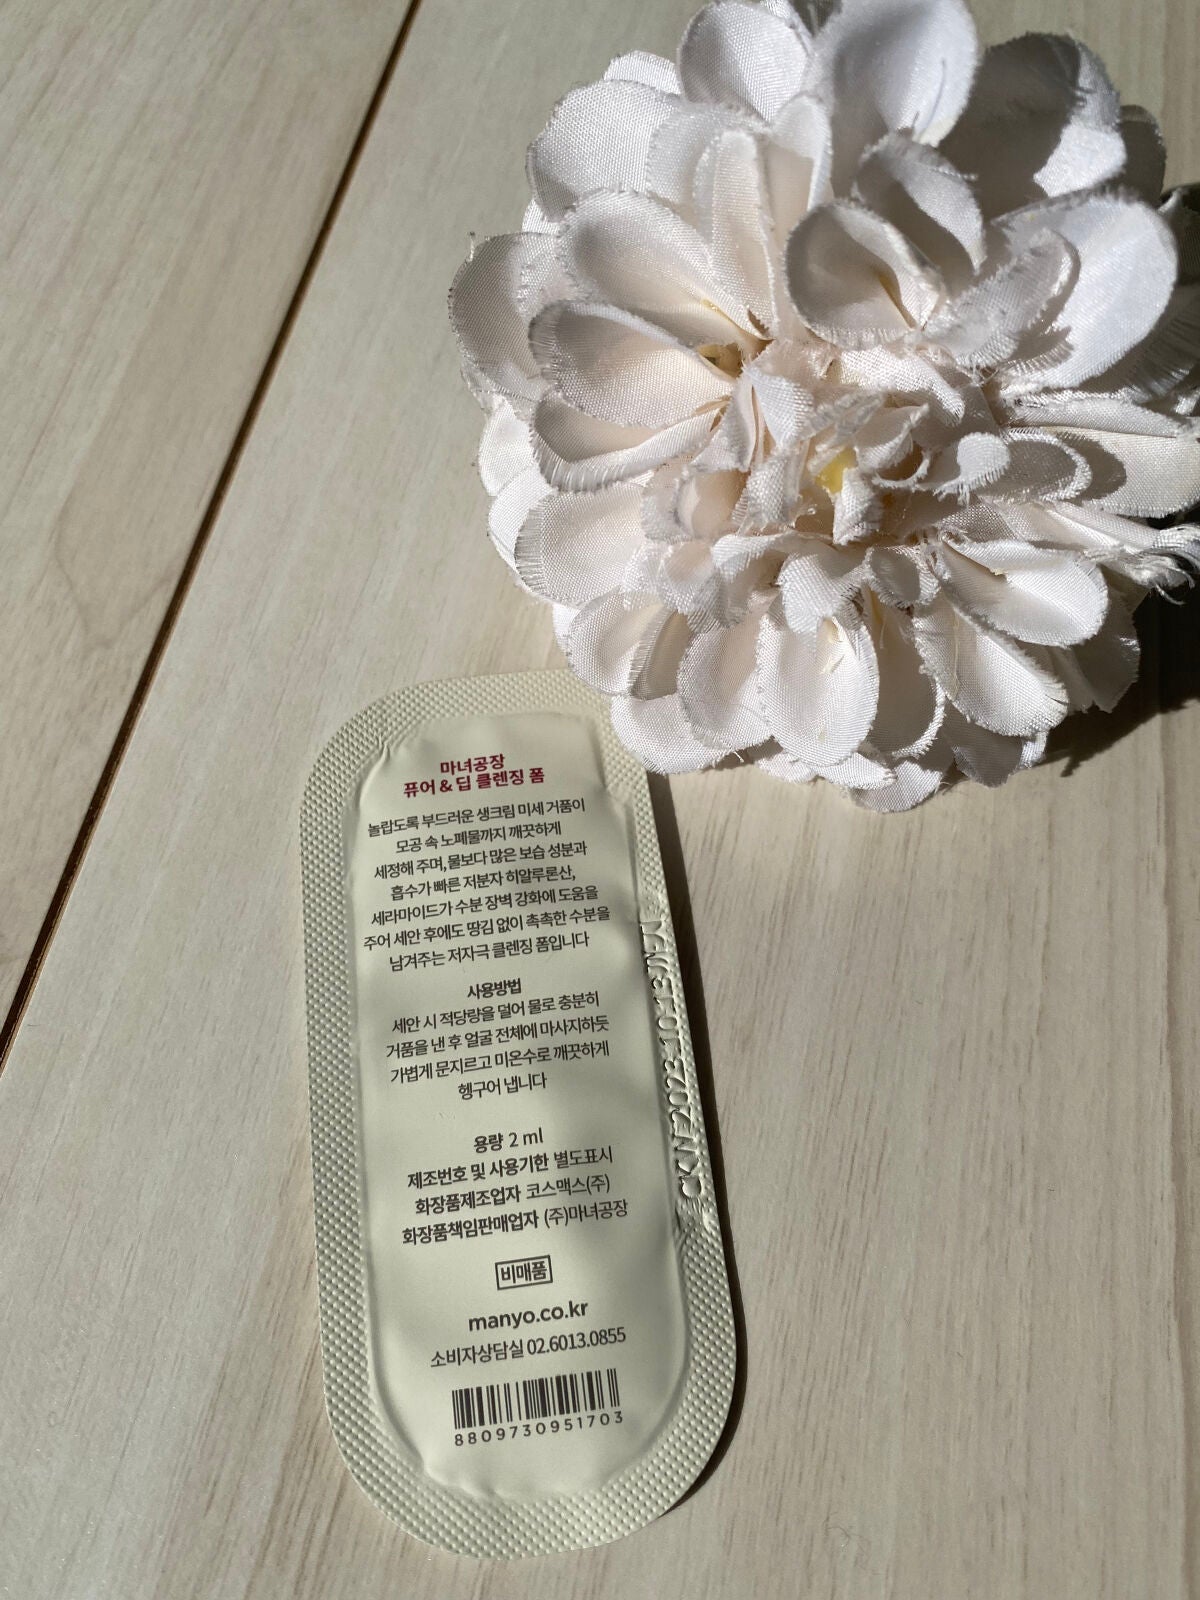 마녀공장
퓨어 & 딥 클렌징 폼
놀랍도록 부드러운 생크림 미세 거품이
모공 속 노폐물까지 깨끗하게
세정해 주며, 물보다 많은 보습 성분과
흡수가 빠른 저분자 히알루론산,
세라마이드가 수분 장벽 강화에 도움을
주어 세안 후에도 땅김 없이 촉촉한 수분을
남겨주는 저자극 클렌징 폼입니다
사용방법
세안 시 적당량을 덜어 물로 충분히
거품을 낸 후 얼굴 전체에 마사지하듯
가볍게 문지르고 미온수로 깨끗하게
헹구어 냅니다
용량 2 ml
제조번호 및 사용기한 별도표시
화장품제조업자 코스맥스(주)
화장품책임판매업자 (주)마녀공장
비매품
manyo.co.kr
소비자상담실 02.6013.0855
8809730951703
20231013까지